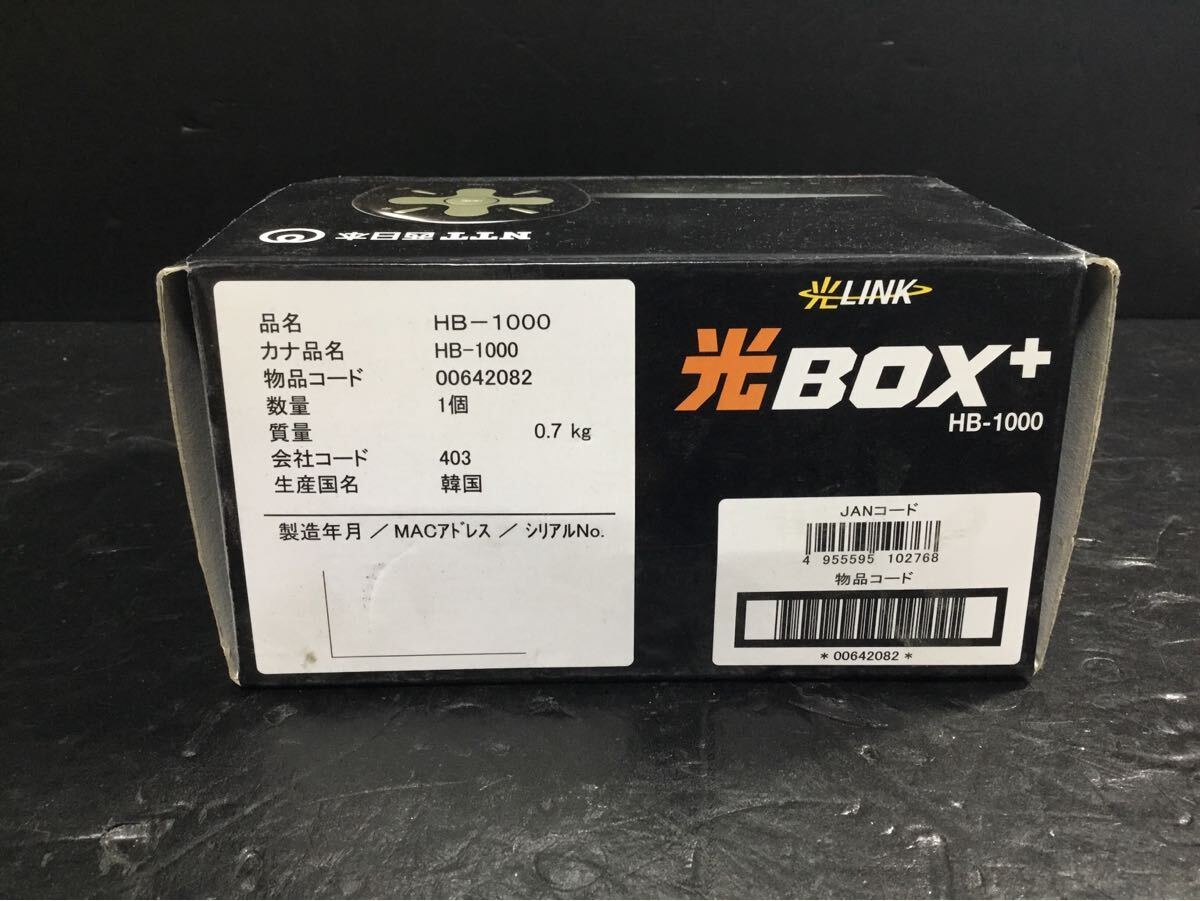 NTT西日本
品名 HB-1000
カナ品名 HB-1000
物品コード 00642082
数量 1個
質量 0.7 kg
会社コード 403
生産国名 韓国
製造年月 / MACアドレス / シリアルNo.
光LINK
光BOX+
HB-1000
JANコード
4 955595 102768
物品コード
*00642082*